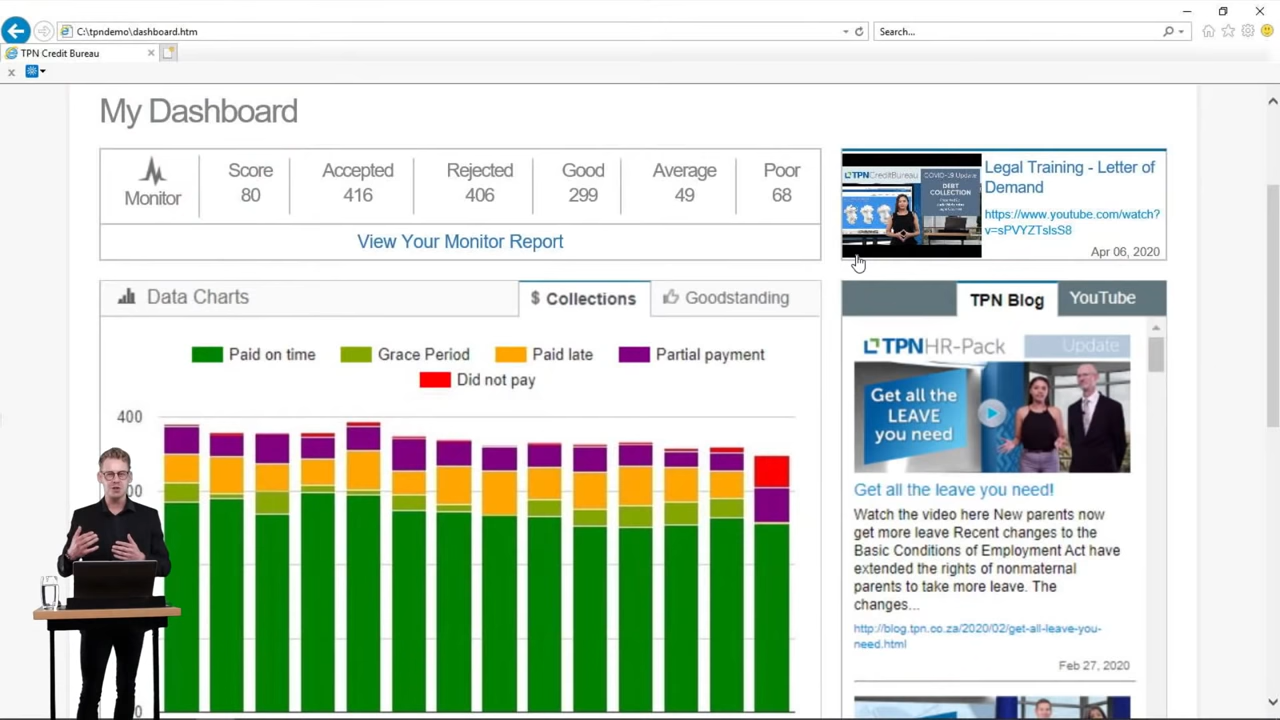 C:\tpndemo\dashboard.htm
Search...
TPN Credit Bureau
My Dashboard
Monitor
Score
80
Accepted
416
Rejected
406
Good
299
Average
49
Poor
68
View Your Monitor Report
TPNCreditBureau
COVID-19 Update
DEBT
COLLECTION
Legal Training - Letter of
Demand
https://www.youtube.com/watch?
v=sPVYZTslsS8
Apr 06, 2020
Data Charts
$ Collections
Goodstanding
Paid on time
Grace Period
Paid late
Partial payment
Did not pay
400
TPN Blog
YouTube
TPN HR-Pack
Update
Get all the
LEAVE
you need
Get all the leave you need!
Watch the video here New parents now
get more leave Recent changes to the
Basic Conditions of Employment Act have
extended the rights of nonmaternal
parents to take more leave. The
changes...
http://blog.tpn.co.za/2020/02/get-all-leave-you-
need.html
Feb 27, 2020